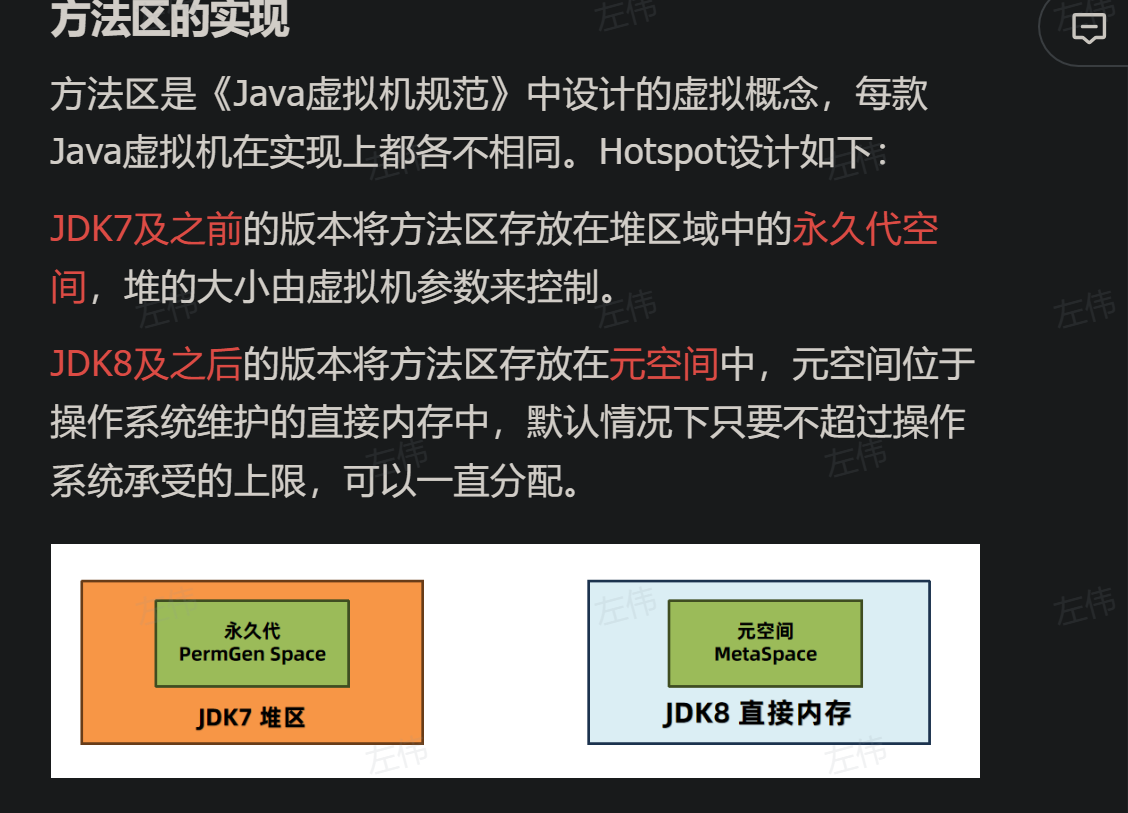 方法区的实现
左伟
左伟
方法区是《Java虚拟机规范》中设计的虚拟概念，每款
Java虚拟机在实现上都各不相同。Hotspot设计如下：
左伟
左伟
JDK7及之前的版本将方法区存放在堆区域中的永久代空
间，堆的大小由虚拟机参数来控制。
左伟
左伟
左伟
JDK8及之后的版本将方法区存放在元空间中，元空间位于
操作系统维护的直接内存中，默认情况下只要不超过操作
左伟
左伟
系统承受的上限，可以一直分配。
左伟
左伟
左伟
永久代
PermGen Space
JDK7 堆区
元空间
MetaSpace
JDK8 直接内存
左伟
左伟